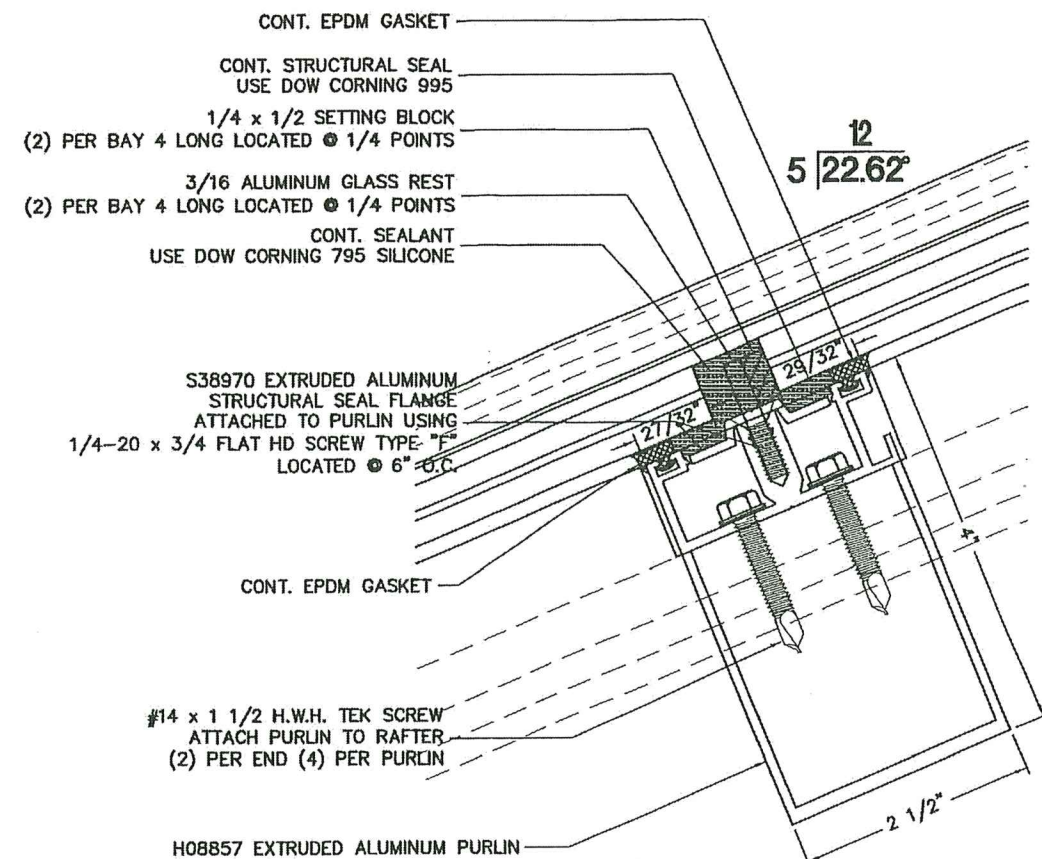 CONT. EPDM GASKET
CONT. STRUCTURAL SEAL
USE DOW CORNING 995
1/4 x 1/2 SETTING BLOCK
(2) PER BAY 4 LONG LOCATED @ 1/4 POINTS
3/16 ALUMINUM GLASS REST
(2) PER BAY 4 LONG LOCATED @ 1/4 POINTS
CONT. SEALANT
USE DOW CORNING 795 SILICONE
12
5 22.62°
29/32"
27/32"
S38970 EXTRUDED ALUMINUM
STRUCTURAL SEAL FLANGE
ATTACHED TO PURLIN USING
1/4-20 x 3/4 FLAT HD SCREW TYPE "F"
LOCATED @ 6" O.C.
4"
CONT. EPDM GASKET
#14 x 1 1/2 H.W.H. TEK SCREW
ATTACH PURLIN TO RAFTER
(2) PER END (4) PER PURLIN
2 1/2"
H08857 EXTRUDED ALUMINUM PURLIN